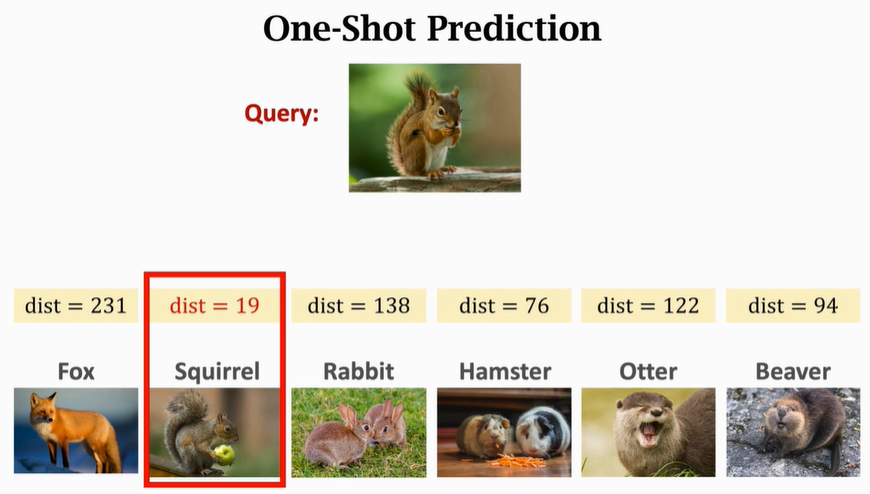 One-Shot Prediction
Query:
dist = 231 dist = 19 dist = 138 dist = 76 dist = 122 dist = 94
Fox Squirrel Rabbit Hamster Otter Beaver